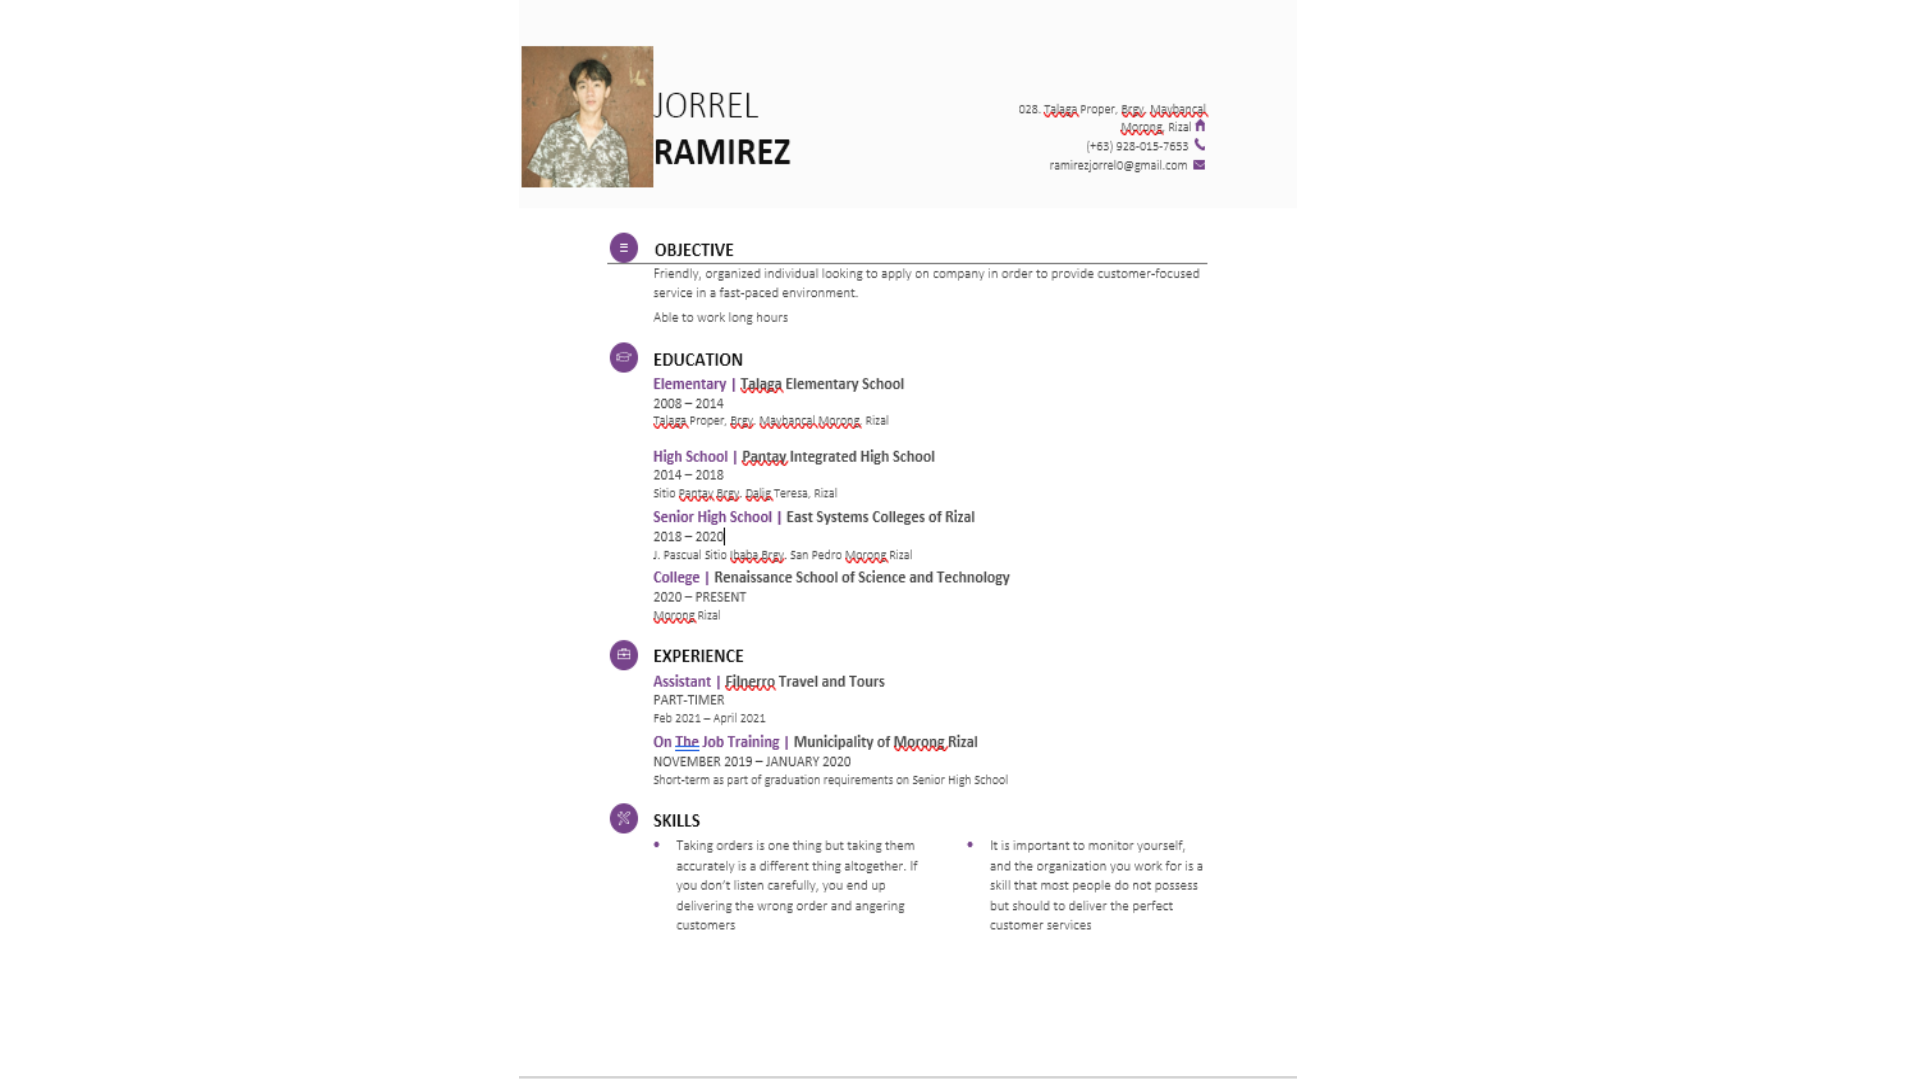 JORREL
RAMIREZ
028. Talaga Proper, Brgy. Maybancal
Morong, Rizal
(+63) 928-015-7653
ramirezjorrel0@gmail.com
OBJECTIVE
Friendly, organized individual looking to apply on company in order to provide customer-focused
service in a fast-paced environment.
Able to work long hours
EDUCATION
Elementary | Talaga Elementary School
2008 – 2014
Talaga Proper, Brgy. Maybancal Morong, Rizal
High School | Pantay Integrated High School
2014 – 2018
Sitio Pantay Brgy. Dalig Teresa, Rizal
Senior High School | East Systems Colleges of Rizal
2018 – 2020
J. Pascual Sitio Ibaba Brgy. San Pedro Morong Rizal
College | Renaissance School of Science and Technology
2020 – PRESENT
Morong Rizal
EXPERIENCE
Assistant | Filnerro Travel and Tours
PART-TIMER
Feb 2021 – April 2021
On The Job Training | Municipality of Morong Rizal
NOVEMBER 2019 – JANUARY 2020
Short-term as part of graduation requirements on Senior High School
SKILLS
• Taking orders is one thing but taking them
accurately is a different thing altogether. If
you don’t listen carefully, you end up
delivering the wrong order and angering
customers
• It is important to monitor yourself,
and the organization you work for is a
skill that most people do not possess
but should to deliver the perfect
customer services